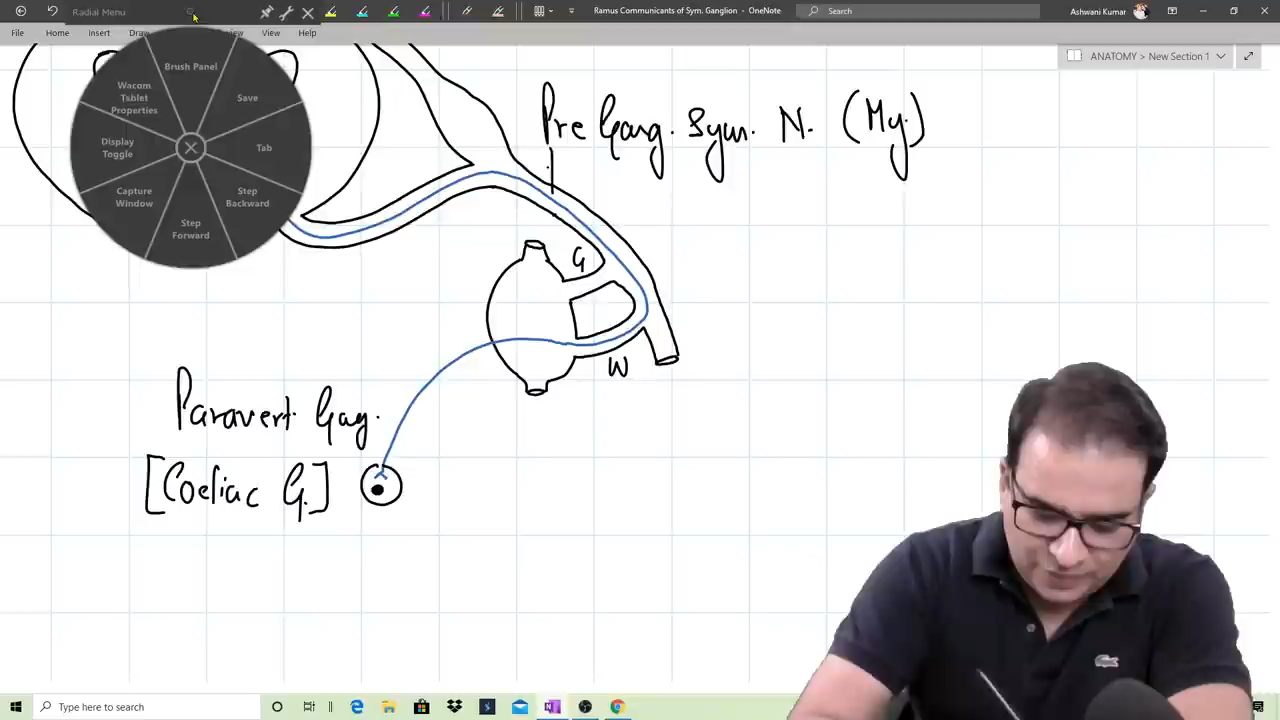 Radial Menu
Ramus Communicants of Sym. Ganglion - OneNote
Search
Ashwani Kumar
File
Home
Insert
Draw
View
Help
ANATOMY > New Section 1
Brush Panel
Save
Tab
Step Backward
Step Forward
Capture Window
Display Toggle
Wacom Tablet Properties
Pre Gang. Sym. N. (My)
G
W
Paravert. Gag.
[Coeliac G.]
Type here to search